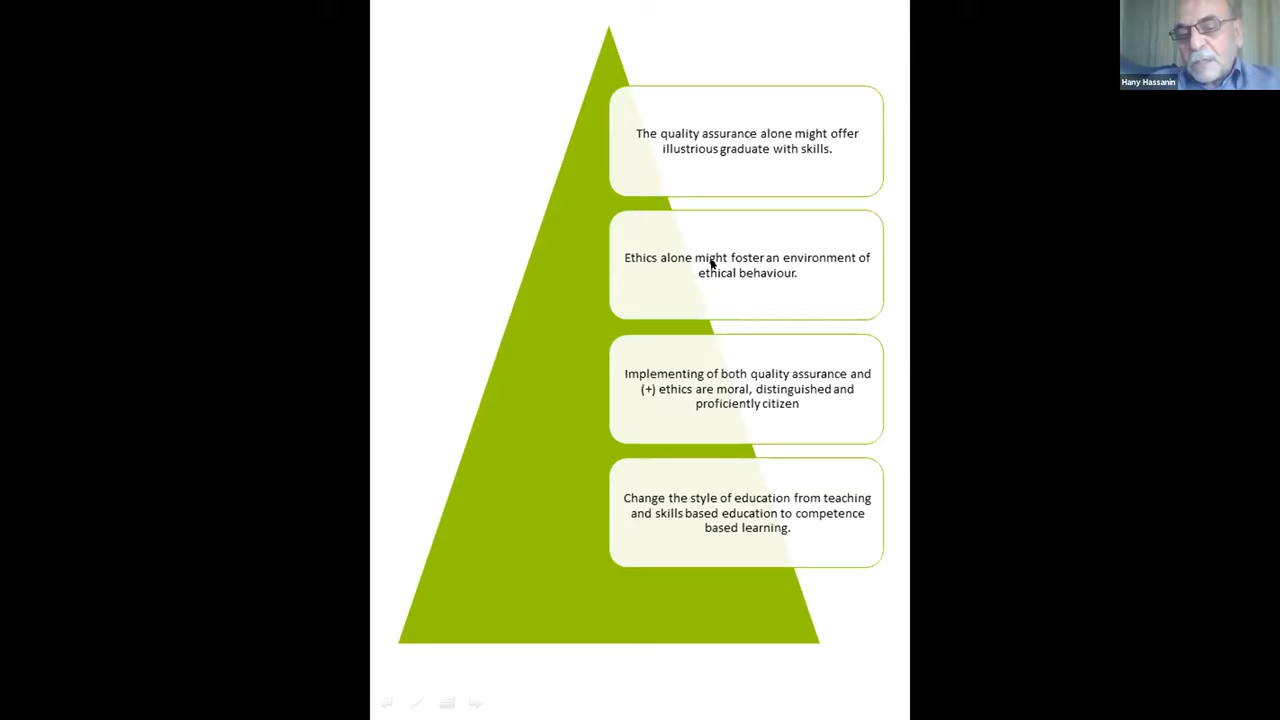 The quality assurance alone might offer
illustrious graduate with skills.
Ethics alone might foster an environment of
ethical behaviour.
Implementing of both quality assurance and
(+) ethics are moral, distinguished and
proficiently citizen
Change the style of education from teaching
and skills based education to competence
based learning.
Hany Hassanin